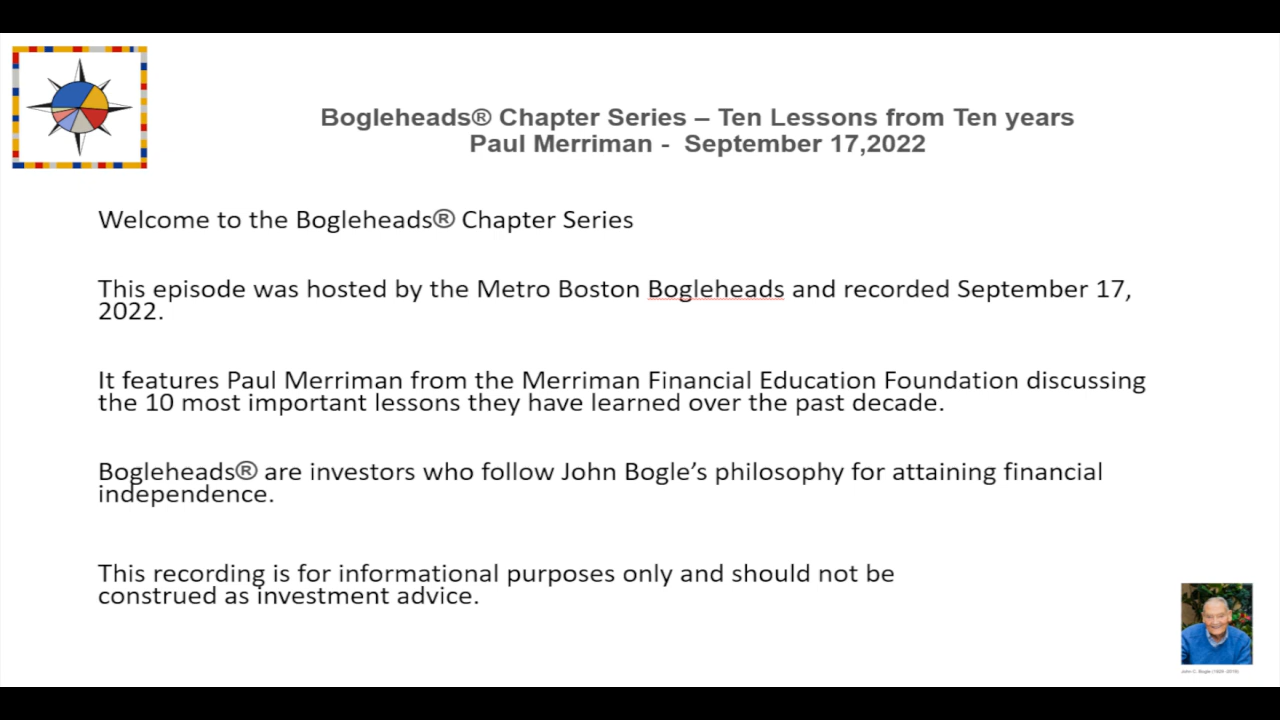 Bogleheads® Chapter Series – Ten Lessons from Ten years
Paul Merriman - September 17,2022
Welcome to the Bogleheads® Chapter Series
This episode was hosted by the Metro Boston Bogleheads and recorded September 17,
2022.
It features Paul Merriman from the Merriman Financial Education Foundation discussing
the 10 most important lessons they have learned over the past decade.
Bogleheads® are investors who follow John Bogle’s philosophy for attaining financial
independence.
This recording is for informational purposes only and should not be
construed as investment advice.
John C. Bogle